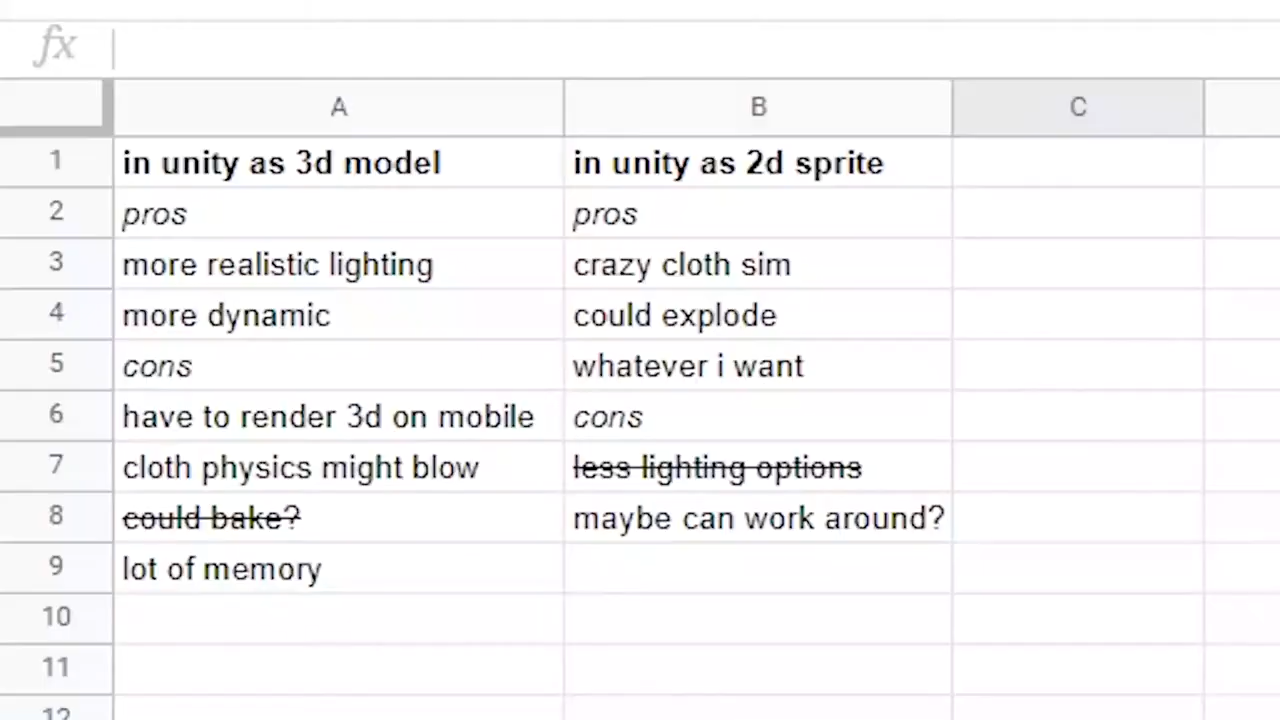 fx
A B C
1 in unity as 3d model in unity as 2d sprite
2 pros pros
3 more realistic lighting crazy cloth sim
4 more dynamic could explode
5 cons whatever i want
6 have to render 3d on mobile cons
7 cloth physics might blow less lighting options
8 could bake? maybe can work around?
9 lot of memory
10
11
12